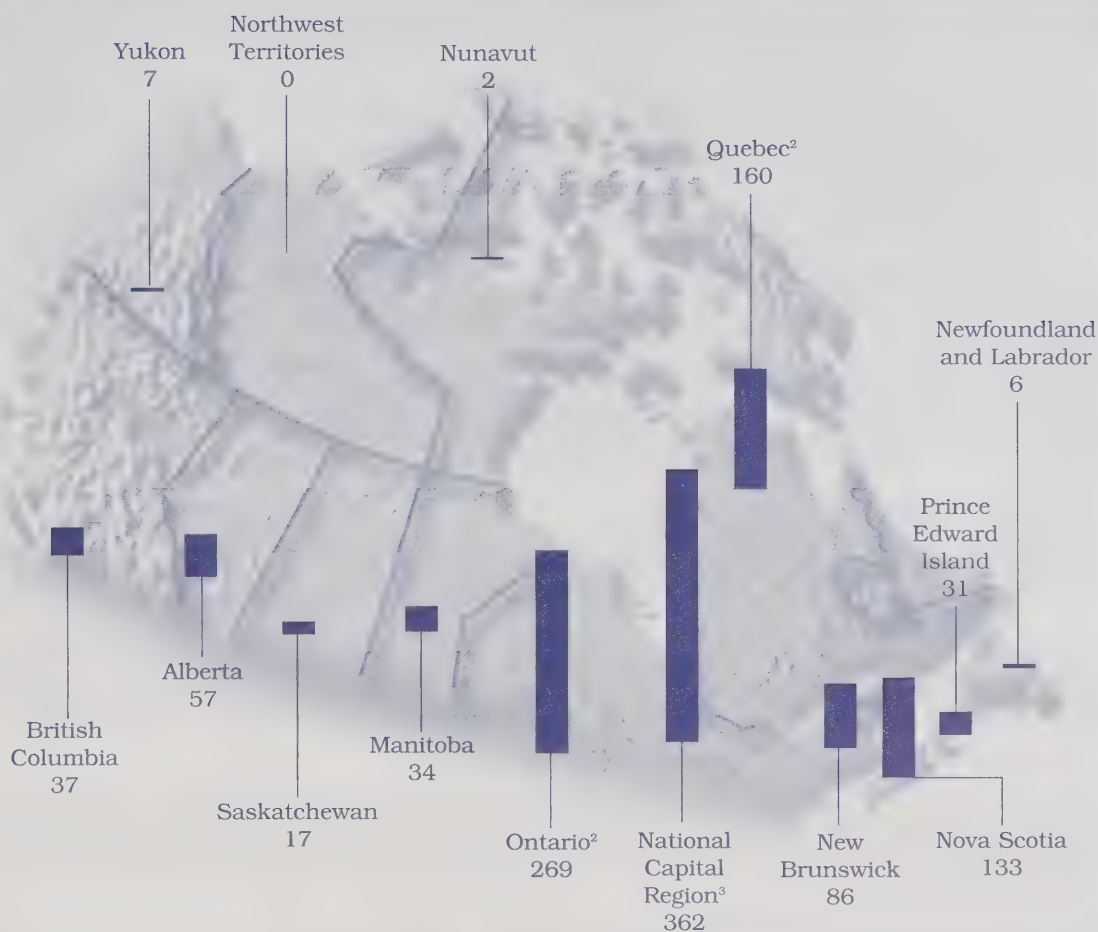 Yukon
7
Northwest
Territories
0
Nunavut
2
Quebec²
160
Newfoundland
and Labrador
6
Prince
Edward
Island
31
British
Columbia
37
Alberta
57
Saskatchewan
17
Manitoba
34
Ontario²
269
National
Capital
Region³
362
New
Brunswick
86
Nova Scotia
133